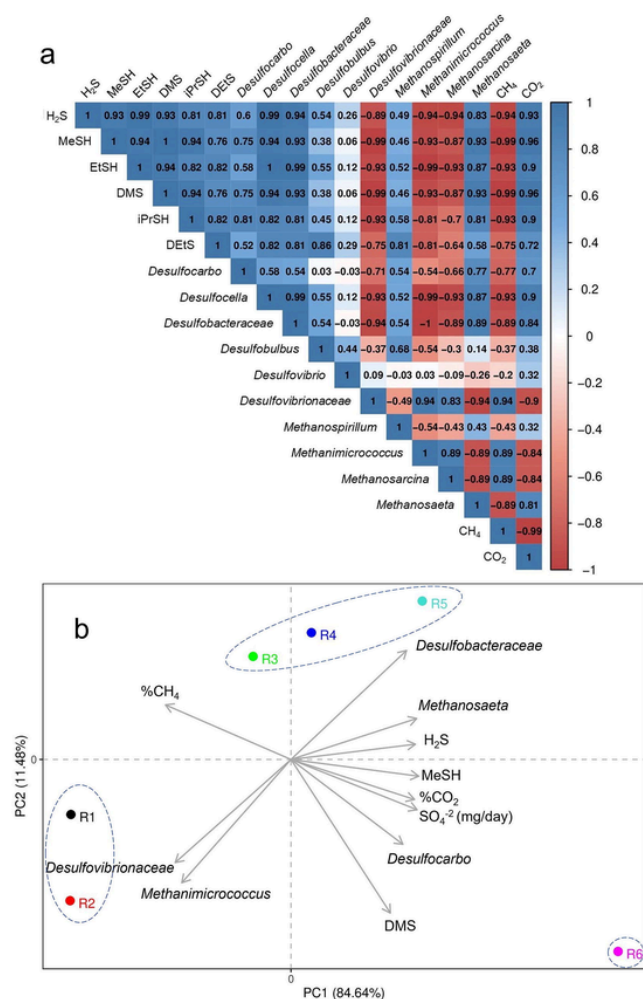 a
H₂S MeSH EtSH DMS iPrSH DEtS Desulfocarbo Desulfocella Desulfobacteraceae Desulfobulbus Desulfovibrio Desulfovibrionaceae Methanospirillum Methanimicrococcus Methanosarcina Methanosaeta CH₄ CO₂
H₂S 1 0.93 0.99 0.93 0.81 0.81 0.6 0.99 0.94 0.54 0.26 −0.89 0.49 −0.94 −0.94 0.83 −0.94 0.93
MeSH 1 0.94 1 0.94 0.76 0.75 0.94 0.93 0.38 0.06 −0.99 0.46 −0.93 −0.87 0.93 −0.99 0.96
EtSH 1 0.94 0.82 0.82 0.58 1 0.99 0.55 0.12 −0.93 0.52 −0.99 −0.93 0.87 −0.93 0.9
DMS 1 0.94 0.76 0.75 0.94 0.93 0.38 0.06 −0.99 0.46 −0.93 −0.87 0.93 −0.99 0.96
iPrSH 1 0.82 0.81 0.82 0.81 0.45 0.12 −0.93 0.58 −0.81 −0.7 0.81 −0.93 0.9
DEtS 1 0.52 0.82 0.81 0.86 0.29 −0.75 0.81 −0.81 −0.64 0.58 −0.75 0.72
Desulfocarbo 1 0.58 0.54 0.03 −0.03 −0.71 0.54 −0.54 −0.66 0.77 −0.77 0.7
Desulfocella 1 0.99 0.55 0.12 −0.93 0.52 −0.99 −0.93 0.87 −0.93 0.9
Desulfobacteraceae 1 0.54 −0.03 −0.94 0.54 −1 −0.89 0.89 −0.89 0.84
Desulfobulbus 1 0.44 −0.37 0.68 −0.54 −0.3 0.14 −0.37 0.38
Desulfovibrio 1 0.09 −0.03 0.03 −0.09 −0.26 −0.2 0.32
Desulfovibrionaceae 1 −0.49 0.94 0.83 −0.94 0.94 −0.9
Methanospirillum 1 −0.54 −0.43 0.43 −0.43 0.32
Methanimicrococcus 1 0.89 −0.89 0.89 −0.84
Methanosarcina 1 −0.89 0.89 −0.84
Methanosaeta 1 −0.89 0.81
CH₄ 1 −0.99
CO₂ 1
1
0.8
0.6
0.4
0.2
0
−0.2
−0.4
−0.6
−0.8
−1
b
R5
R4
R3
Desulfobacteraceae
%CH₄
Methanosaeta
H₂S
MeSH
%CO₂
SO₄⁻² (mg/day)
R1
Desulfocarbo
Desulfovibrionaceae
Methanimicrococcus
R2
DMS
R6
PC2 (11.48%)
0
0
PC1 (84.64%)